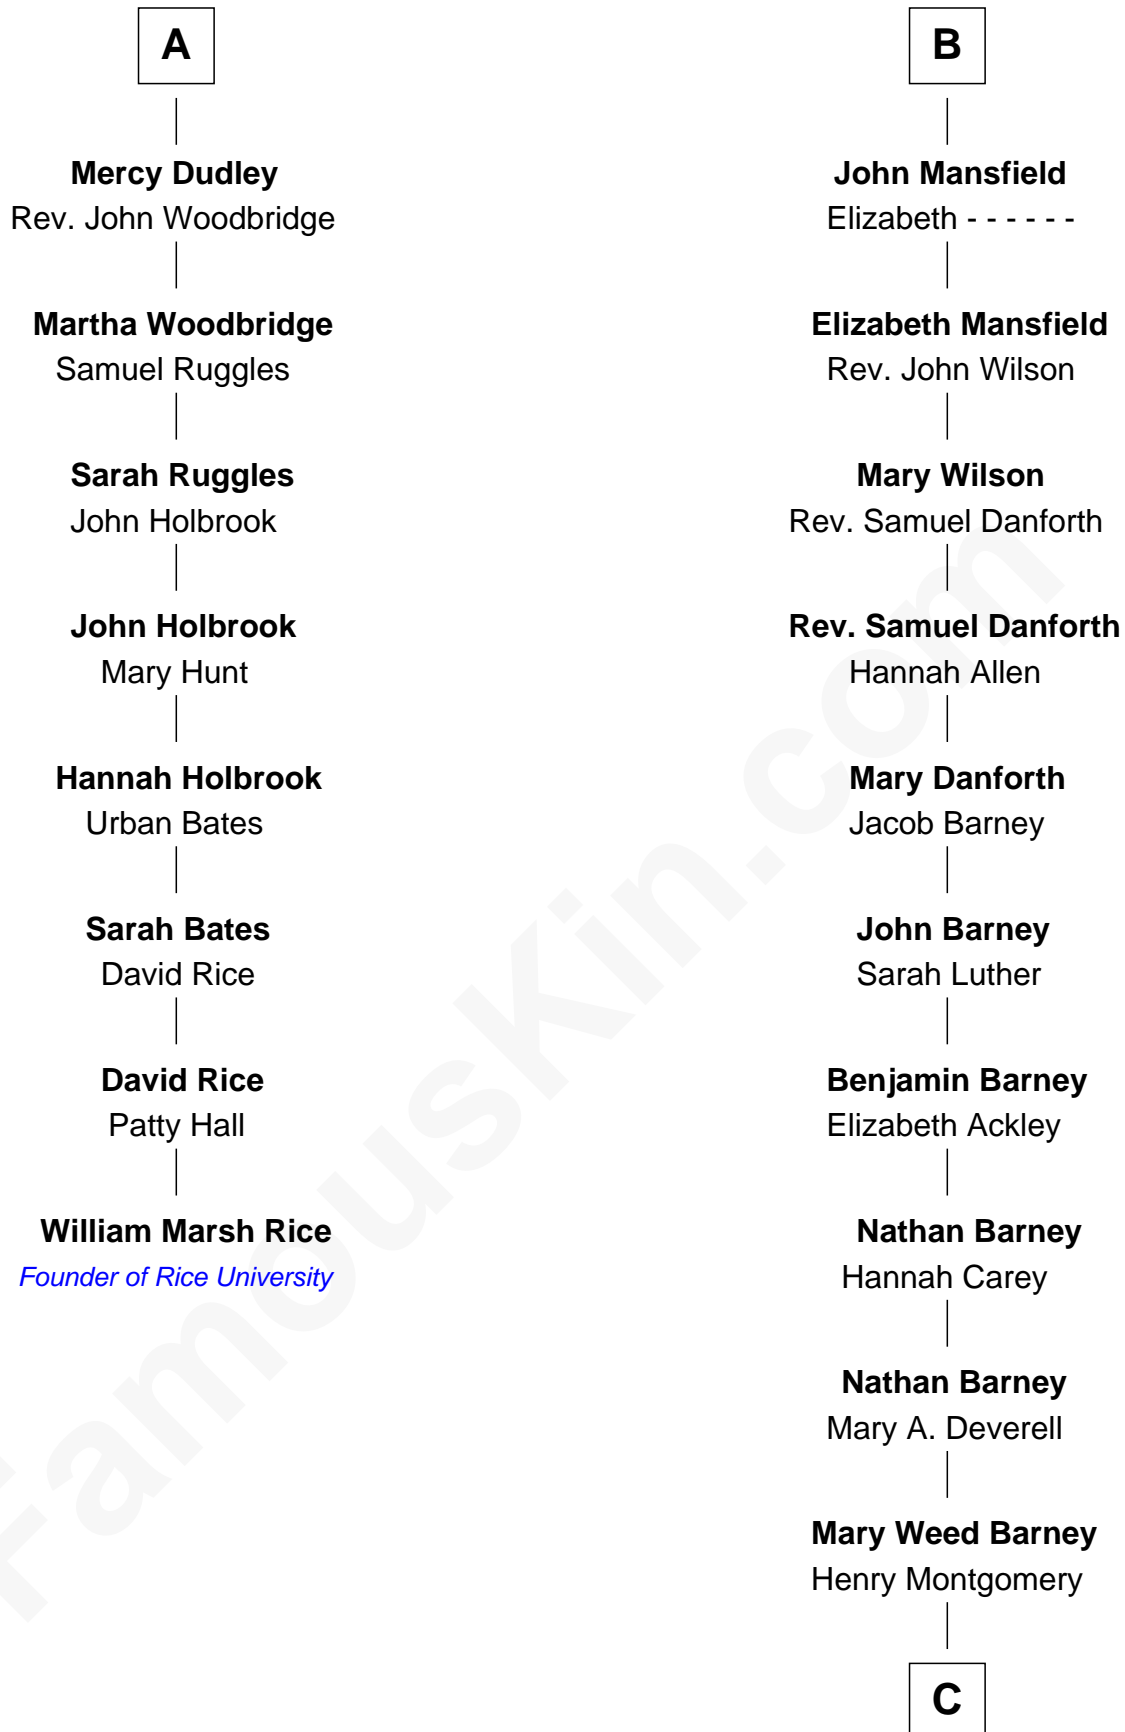 A
Mercy Dudley
Rev. John Woodbridge
Martha Woodbridge
Samuel Ruggles
Sarah Ruggles
John Holbrook
John Holbrook
Mary Hunt
Hannah Holbrook
Urban Bates
Sarah Bates
David Rice
David Rice
Patty Hall
William Marsh Rice
Founder of Rice University
B
John Mansfield
Elizabeth - - - - - -
Elizabeth Mansfield
Rev. John Wilson
Mary Wilson
Rev. Samuel Danforth
Rev. Samuel Danforth
Hannah Allen
Mary Danforth
Jacob Barney
John Barney
Sarah Luther
Benjamin Barney
Elizabeth Ackley
Nathan Barney
Hannah Carey
Nathan Barney
Mary A. Deverell
Mary Weed Barney
Henry Montgomery
C
FamousKin.com